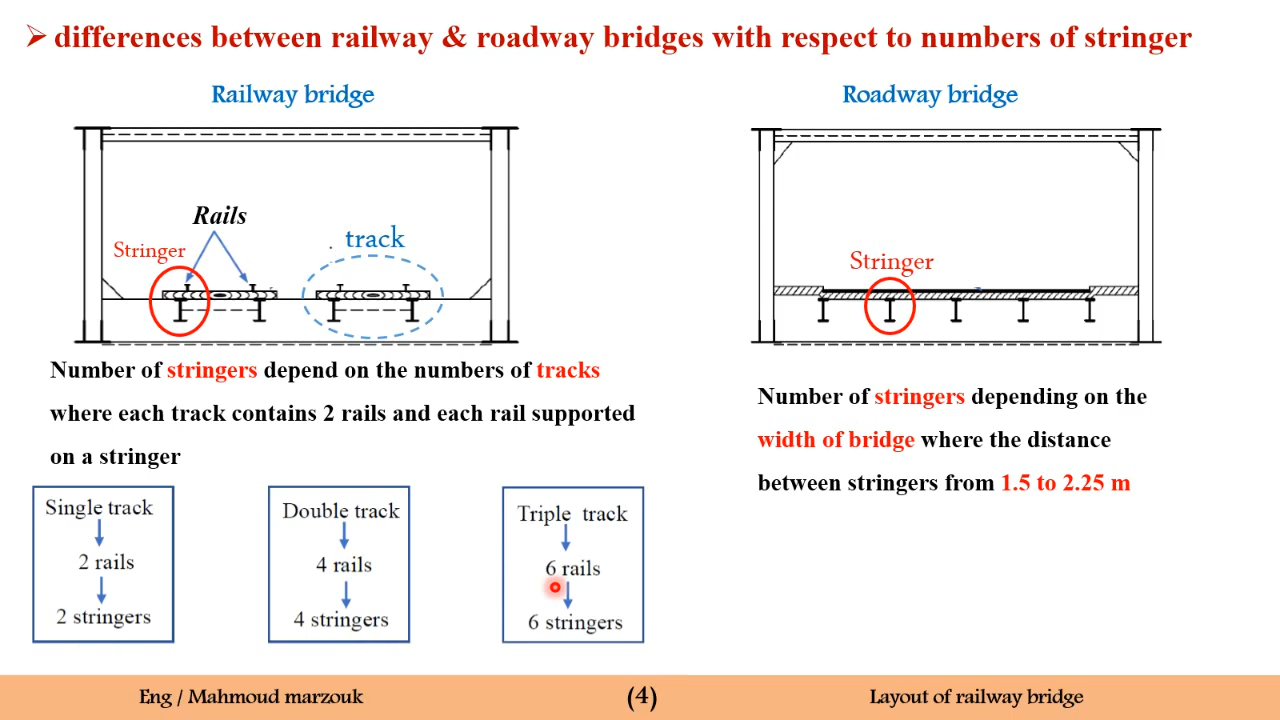 ➢ differences between railway & roadway bridges with respect to numbers of stringer
Railway bridge
Rails
Stringer
track
Number of stringers depend on the numbers of tracks
where each track contains 2 rails and each rail supported
on a stringer
Single track
2 rails
2 stringers
Double track
4 rails
4 stringers
Triple track
6 rails
6 stringers
Roadway bridge
Stringer
Number of stringers depending on the
width of bridge where the distance
between stringers from 1.5 to 2.25 m
Eng / Mahmoud marzouk
(4)
Layout of railway bridge